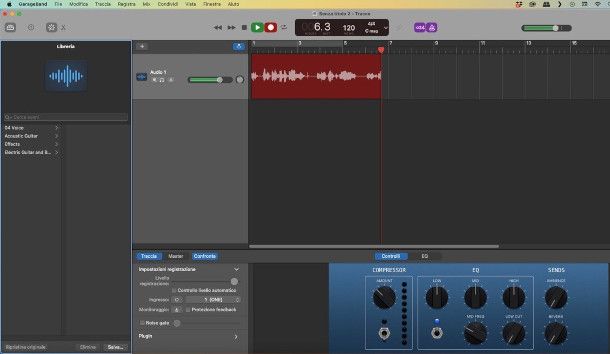 GarageBand File Modifica Traccia Registra Mix Condividi Vista Finestre Aiuto
Senza titolo 2 - Tracce
6.3 120 4/4
C mag
1234
Libreria
1 3 5 7 9 11 13 15
Audio 1
Cerca suoni
04 Voice
Acoustic Guitar
Effects
Electric Guitar and B...
Traccia Master Confronta
Controlli EQ
Impostazioni registrazione
Livello
registrazione:
Controllo livello automatico
Ingresso: 1 (CNB)
Monitoraggio: Protezione feedback
Noise gate
Plugin
COMPRESSOR EQ SENDS
AMOUNT LOW MID HIGH AMBIENCE
MID FREQ LOW CUT REVERB
Ripristina originale Elimina Salva...